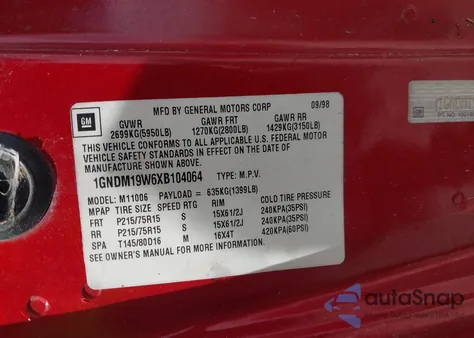 MFD BY GENERAL MOTORS CORP 09/98
GM
GVWR GAWR FRT GAWR RR
2699KG(5950LB) 1270KG(2800LB) 1429KG(3150LB)
THIS VEHICLE CONFORMS TO ALL APPLICABLE U.S. FEDERAL
MOTOR VEHICLE SAFETY STANDARDS IN EFFECT ON THE DATE OF
MANUFACTURE SHOWN ABOVE.
1GNDM19W6XB104064 TYPE: M.P.V.
MODEL: M11006 PAYLOAD = 635KG(1399LB)
MPAP TIRE SIZE SPEED RTG RIM COLD TIRE PRESSURE
FRT P215/75R15 S 15X61/2J 240KPA(35PSI)
RR P215/75R15 S 15X61/2J 240KPA(35PSI)
SPA T145/80D16 M 16X4T 420KPA(60PSI)
SEE OWNER'S MANUAL FOR MORE INFORMATION.
autoSnap